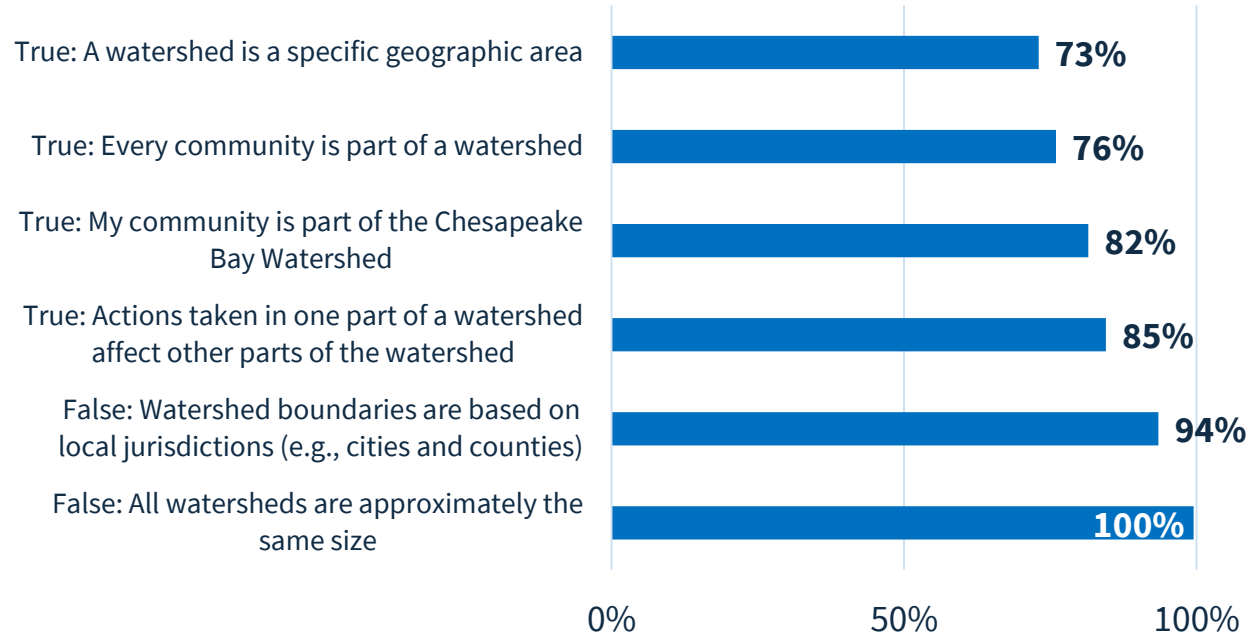 True: A watershed is a specific geographic area
73%
True: Every community is part of a watershed
76%
True: My community is part of the Chesapeake
Bay Watershed
82%
True: Actions taken in one part of a watershed
affect other parts of the watershed
85%
False: Watershed boundaries are based on
local jurisdictions (e.g., cities and counties)
94%
False: All watersheds are approximately the
same size
100%
0% 50% 100%